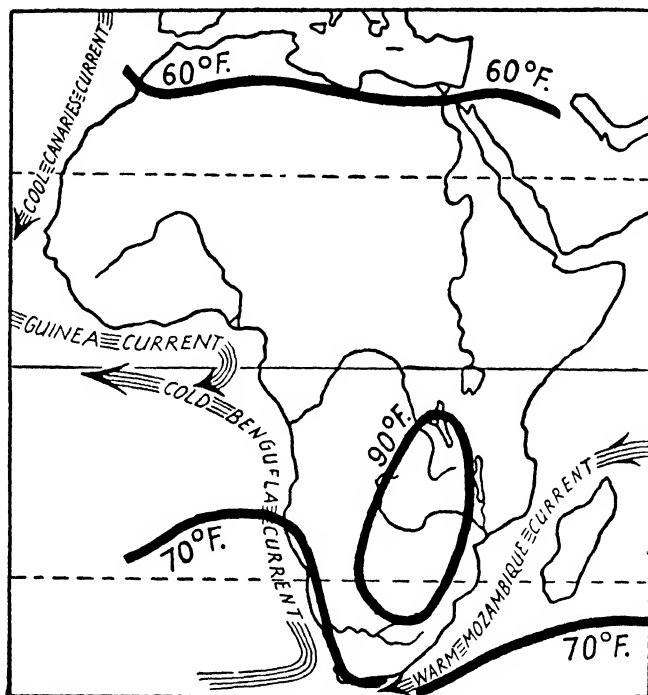 60°F.
60°F.
COOL CANARIES CURRENT
GUINEA CURRENT
COLD BENGUELA CURRENT
90°F.
WARM MOZAMBIQUE CURRENT
70°F.
70°F.